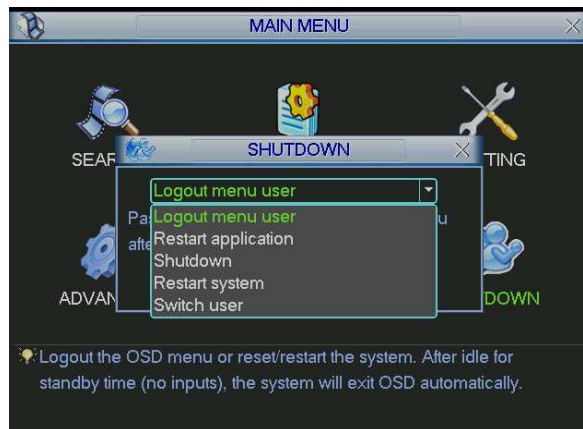 MAIN MENU
SEAR
TING
SHUTDOWN
Logout menu user
Pa
u
afte
Logout menu user
Restart application
Shutdown
Restart system
Switch user
ADVAN
DOWN
Logout the OSD menu or reset/restart the system. After idle for
standby time (no inputs), the system will exit OSD automatically.